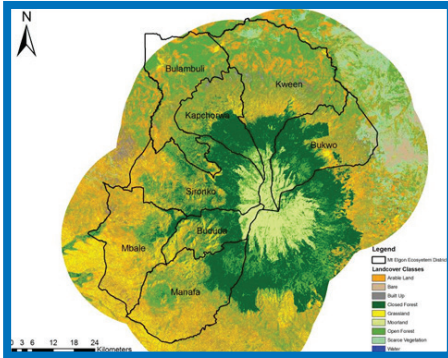 N
Bulambuli
Kween
Kapchorwa
Bukwo
Sironko
Bududa
Mbale
Manafa
Legend
Mt Elgon Ecosystem District
Landcover Classes
Arable Land
Bare
Built Up
Closed Forest
Grassland
Moorland
Open Forest
Scarce Vegetation
Water
0 3 6 12 18 24
Kilometers